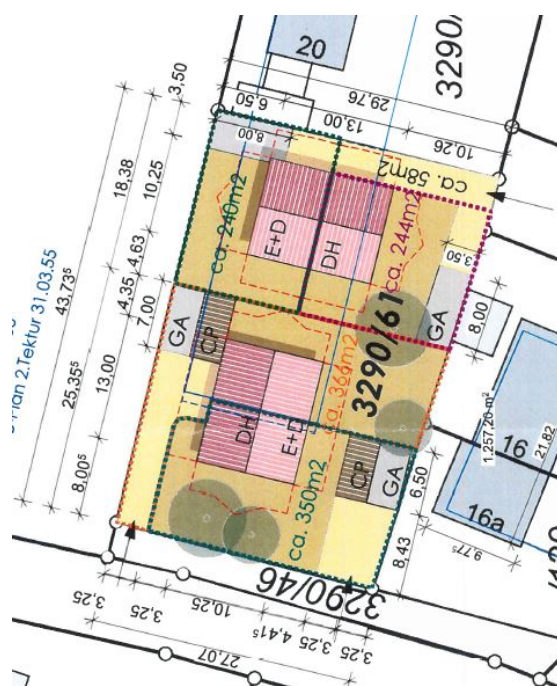 20
3290/
3,50
6.50
29,76
13,00
10,26
8,00
ca. 58m2
18,38
10,25
ca. 240m2
E+D
DH
ca. 244m2
3,50
4,63
43,73⁵
4,35
7,00
GA
CP
3290/61
GA
8,00
2.Tektur 31.03.55
25,35⁵
13,00
ca. 366m2
DH
E+D
1.257,20 m²
16
21,82
8,00⁵
ca. 350m2
CP
GA
6,50
16a
9,77⁵
8,43
3290/46
3,25
3,25
10,25
4,41⁵
3,25
3,25
27,07